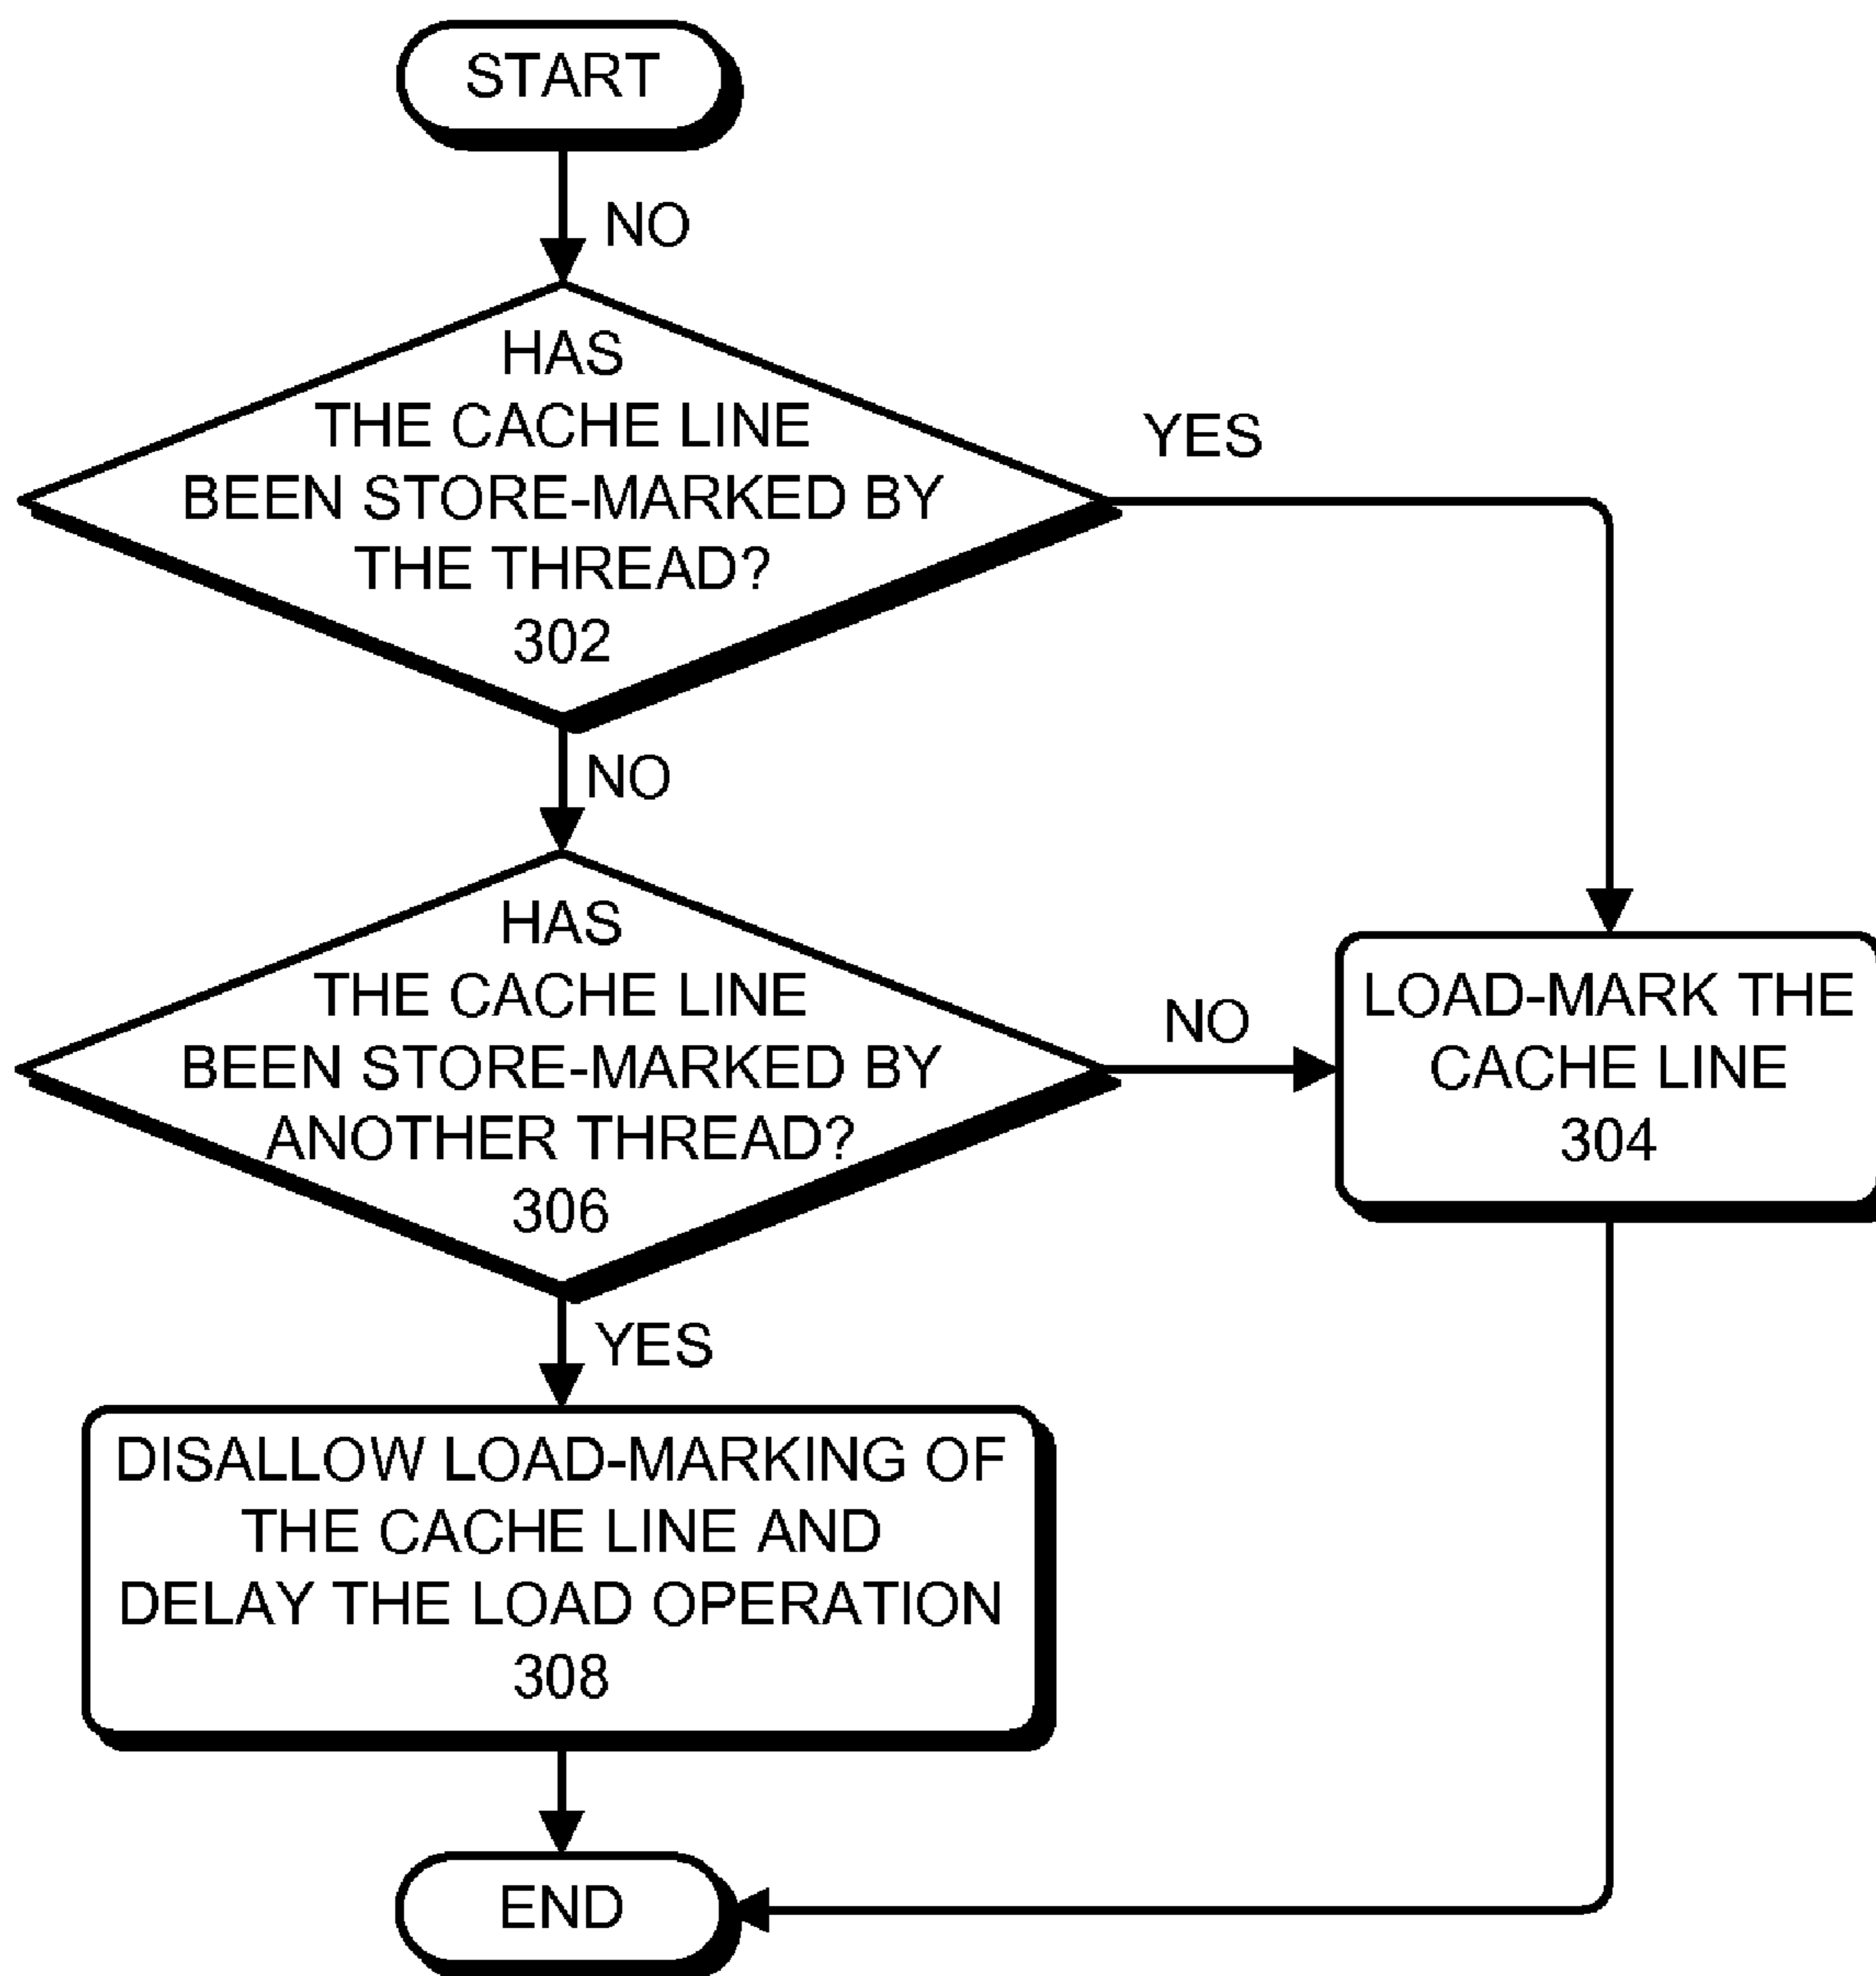 START
NO
HAS
THE CACHE LINE
BEEN STORE-MARKED BY
THE THREAD?
302
YES
NO
HAS
THE CACHE LINE
BEEN STORE-MARKED BY
ANOTHER THREAD?
306
NO
LOAD-MARK THE
CACHE LINE
304
YES
DISALLOW LOAD-MARKING OF
THE CACHE LINE AND
DELAY THE LOAD OPERATION
308
END